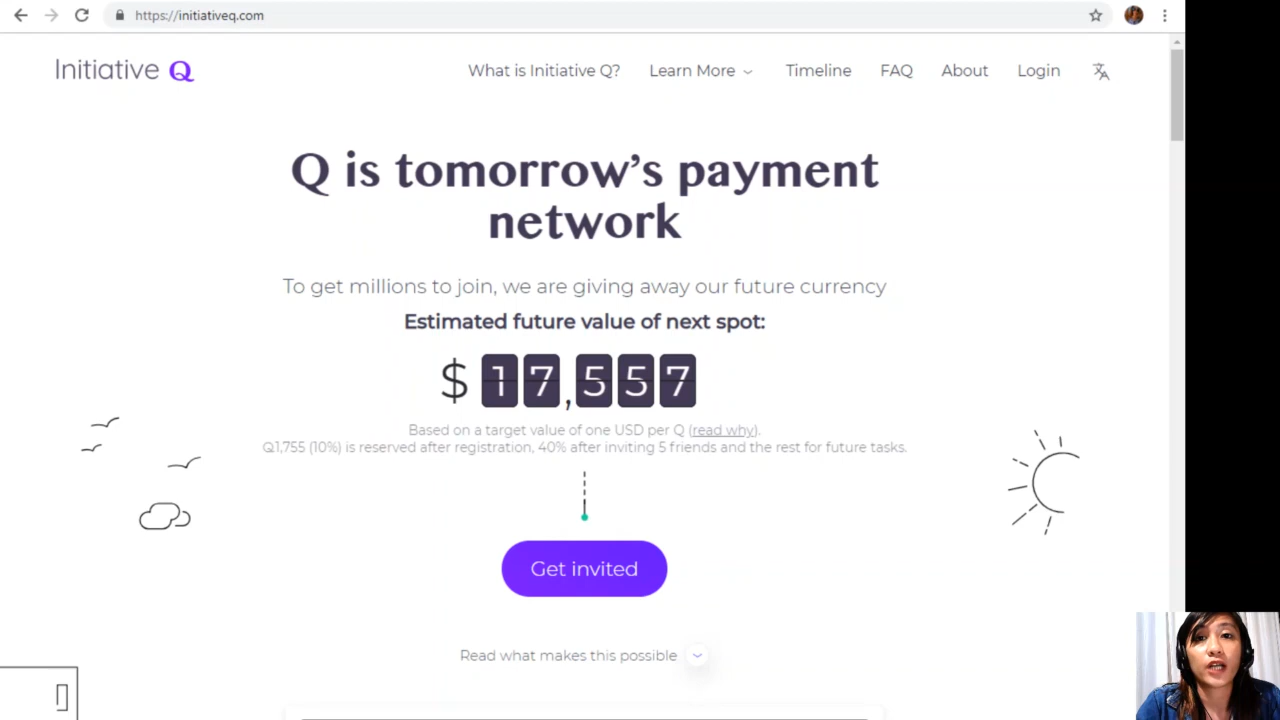 https://initiativeq.com
Initiative Q
What is Initiative Q? Learn More Timeline FAQ About Login
Q is tomorrow's payment
network
To get millions to join, we are giving away our future currency
Estimated future value of next spot:
$ 17,557
Based on a target value of one USD per Q (read why).
Q1,755 (10%) is reserved after registration, 40% after inviting 5 friends and the rest for future tasks.
Get invited
Read what makes this possible